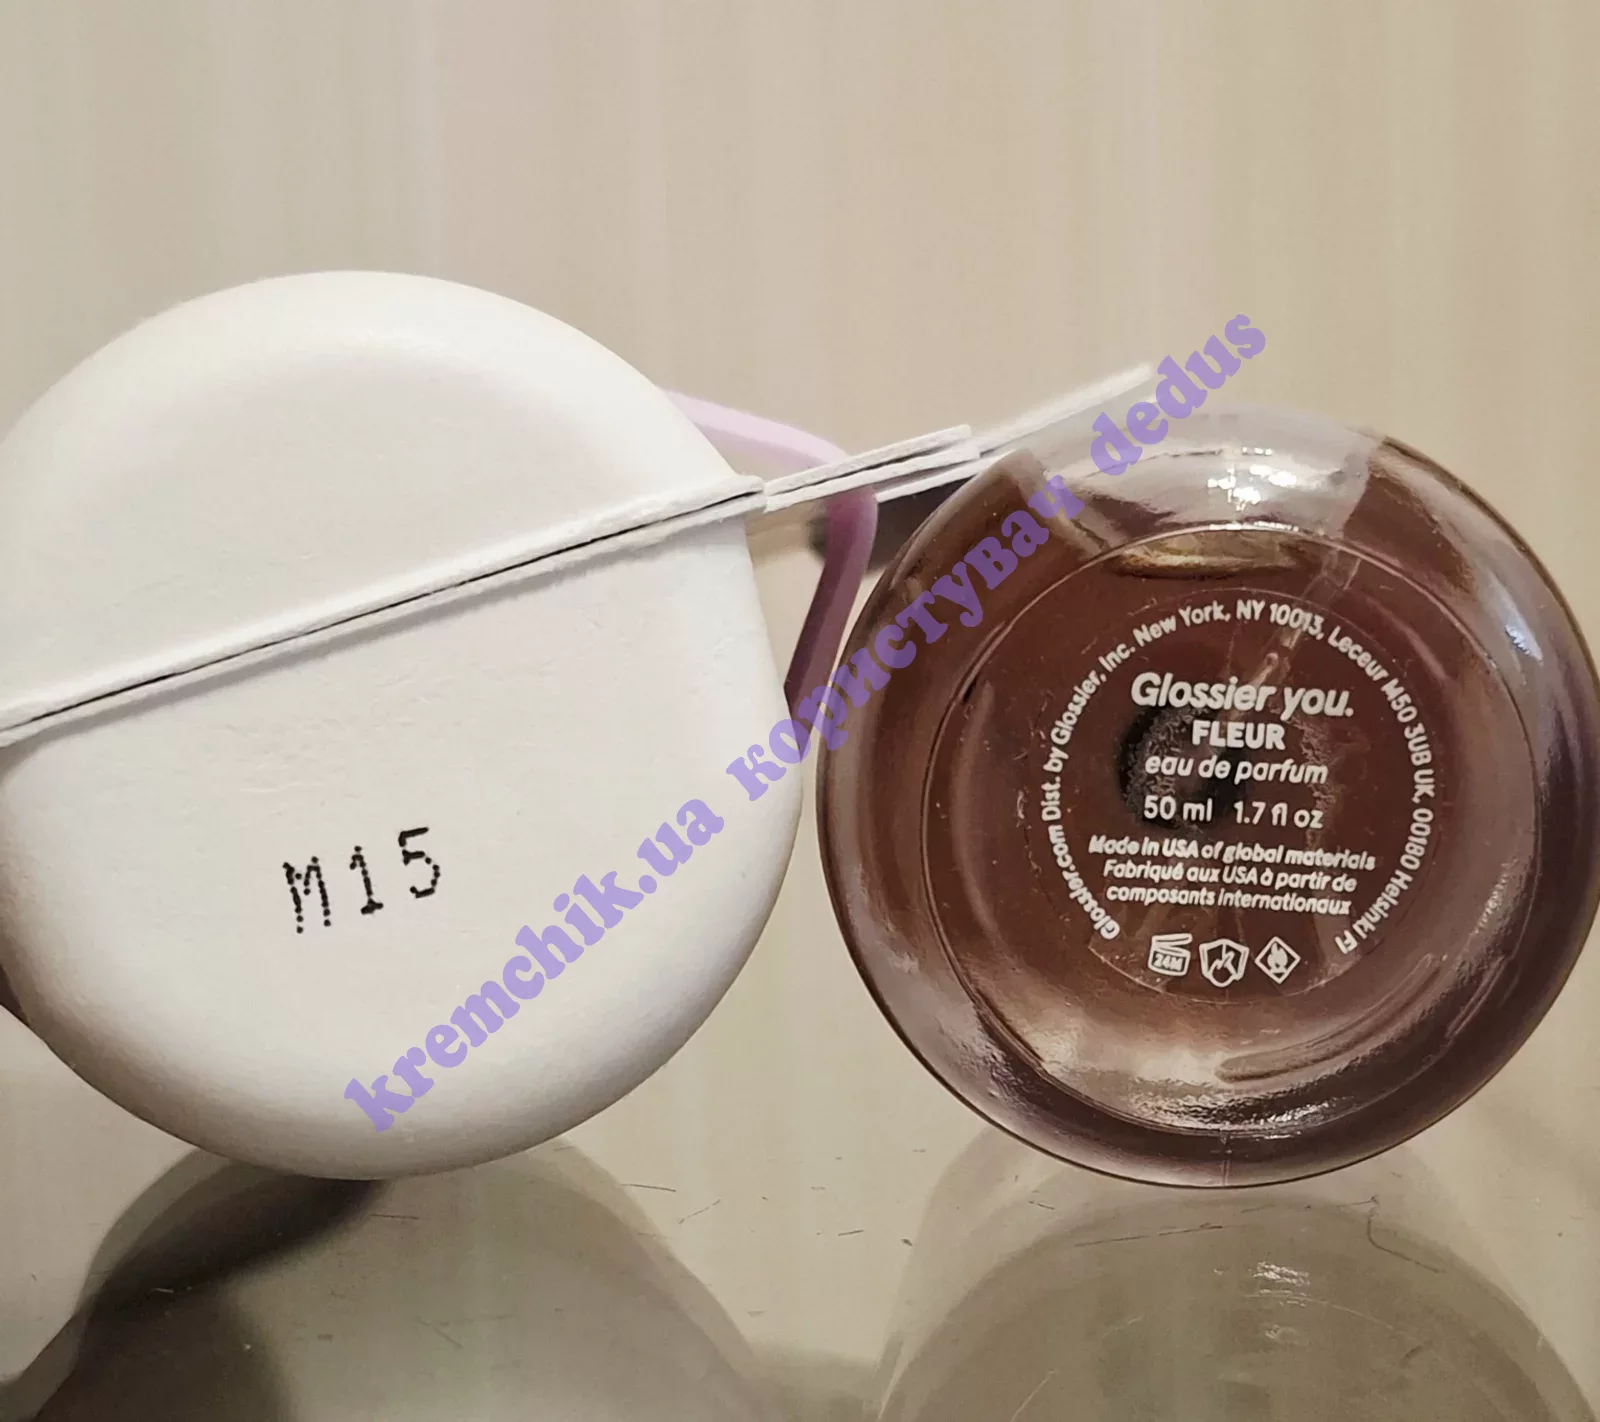 M15
kremchik.ua користувач dedus
Glossier.com Dist. by Glossier, Inc. New York, NY 10013, Leceur M50 3UB UK, 00180 Helsinki FI
Glossier you.
FLEUR
eau de parfum
50 ml 1.7 fl oz
Made in USA of global materials
Fabriqué aux USA à partir de
composants internationaux
24M